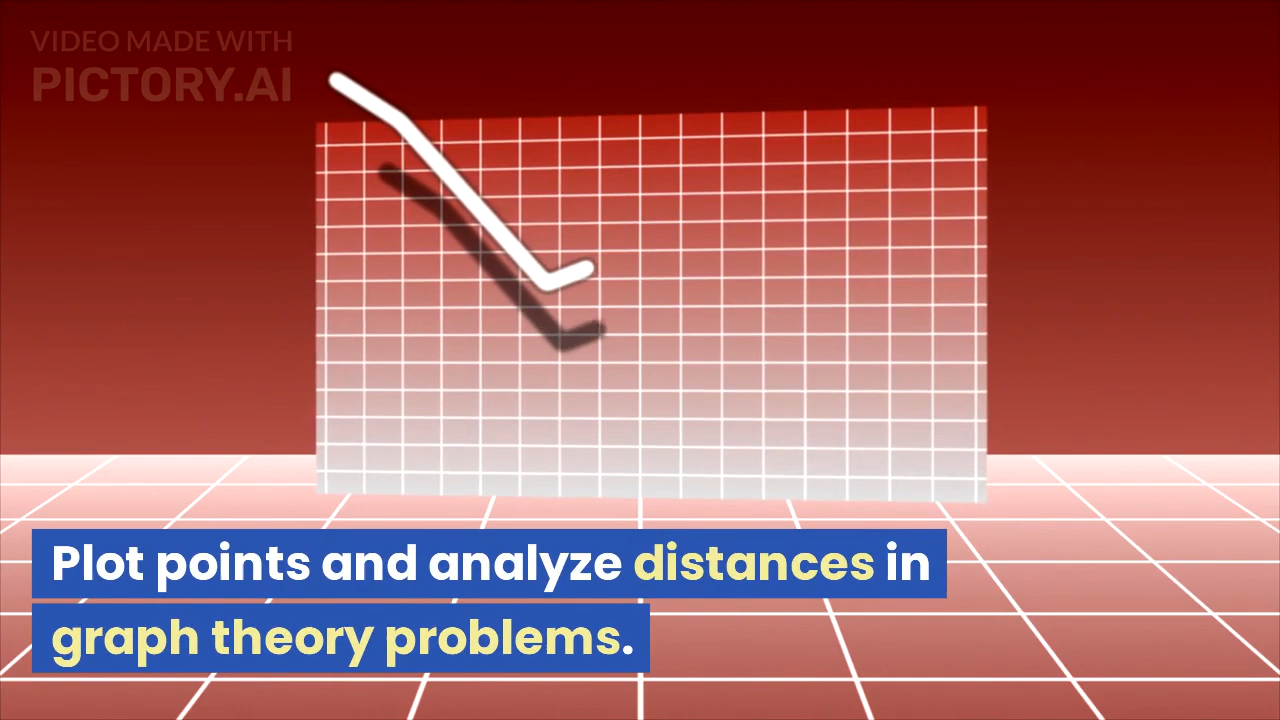 VIDEO MADE WITH
PICTORY.AI
Plot points and analyze distances in
graph theory problems.